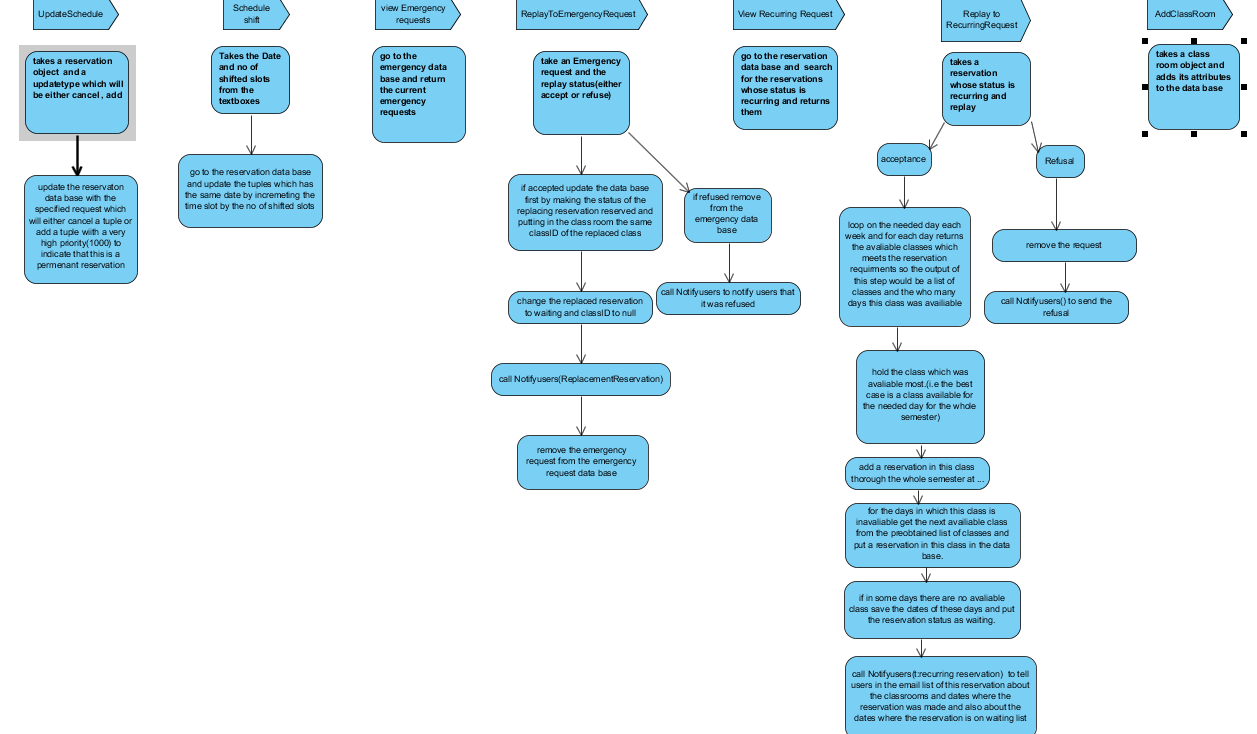 UpdateSchedule
takes a reservation
object  and a
updatetype which will
be either cancel , add
update the reservaton
data base with the
specified request which
will either cancel a tuple or
add a tuple wiith a very
high priority(1000) to
indicate that this is a
permenant reservation
Schedule
shift
Takes the Date
and no of
shifted slots
from the
textboxes
go to the reservation data base
and update the tuples which has
the same date by incremeting the
time slot by the no of shifted slots
view Emergency
requests
go to the
emergency data
base and return
the current
emergency
requests
ReplayToEmergencyRequest
take an Emergency
request and the
replay status(either
accept or refuse)
if accepted update the data base
first by making the status of the
replacing reservation reserved and
putting in the class room the same
classID of the replaced class
change the replaced reservation
to waiting and classID to null
call Notifyusers(ReplacementReservation)
remove the emergency
request from the emergency
request data base
if refused remove
from the
emergency data
base
call Notifyusers to notify users that
it was refused
View Recurring Request
go to the reservation
data base and  search
for the reservations
whose status is
recurring and returns
them
Replay to
RecurringRequest
takes a
reservation
whose status is
recurring and
replay
acceptance
loop on the needed day each
week and for each day returns
the avaliable classes which
meets the reservation
requirments so the output of
this step would be a list of
classes and the who many
days this class was availiable
hold the class which was
avaliable most.(i.e the best
case is a class available for
the needed day for the whole
semester)
add a reservation in this class
thorough the whole semester at ...
for the days in which this class is
inavaliable get the next availiable class
from the preobtained list of classes and
put a reservation in this class in the data
base.
if in some days there are no avaliable
class save the dates of these days and put
the reservation status as waiting.
call Notifyusers(t:recurring reservation)  to tell
users in the email list of this reservation about
the classrooms and dates where the
reservation was made and also about the
dates where the reservation is on waiting list
Refusal
remove the request
call Notifyusers() to send the
refusal
AddClassRoom
takes a class
room object and
adds its attributes
to the data base